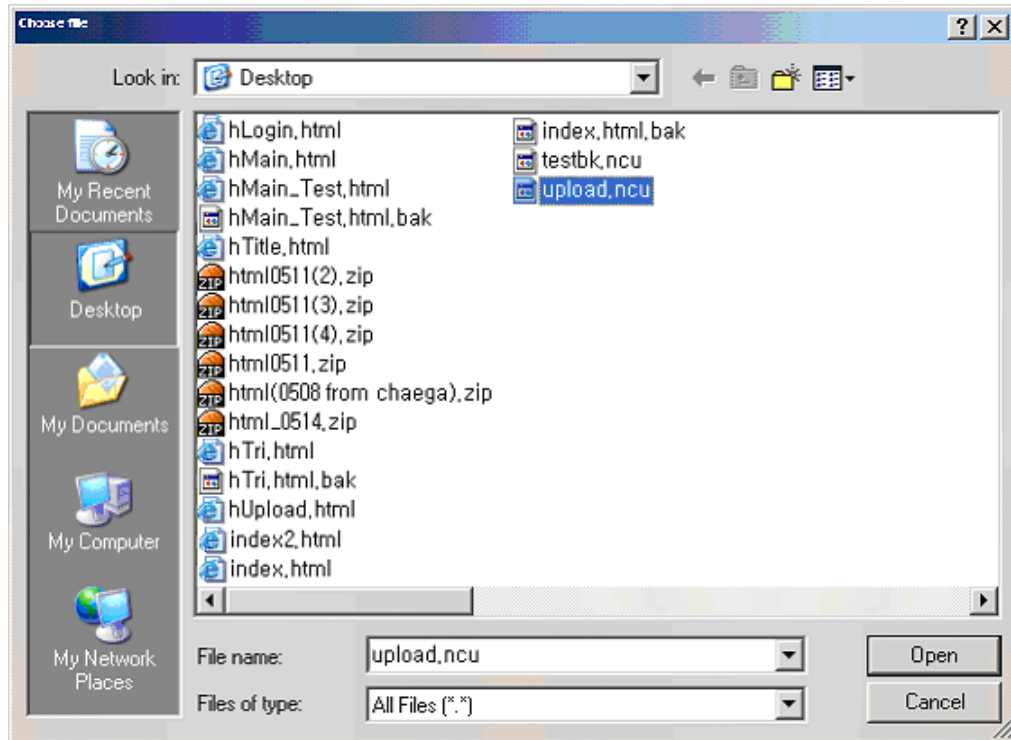 Choose file
Look in:
Desktop
My Recent
Documents
Desktop
My Documents
My Computer
My Network
Places
hLogin,html
hMain,html
hMain_Test,html
hMain_Test,html,bak
hTitle,html
html0511(2),zip
html0511(3),zip
html0511(4),zip
html0511,zip
html(0508 from chaega),zip
html_0514,zip
hTri,html
hTri,html,bak
hUpload,html
index2,html
index,html
index,html,bak
testbk,ncu
upload,ncu
File name:
upload,ncu
Open
Files of type:
All Files (*.*)
Cancel